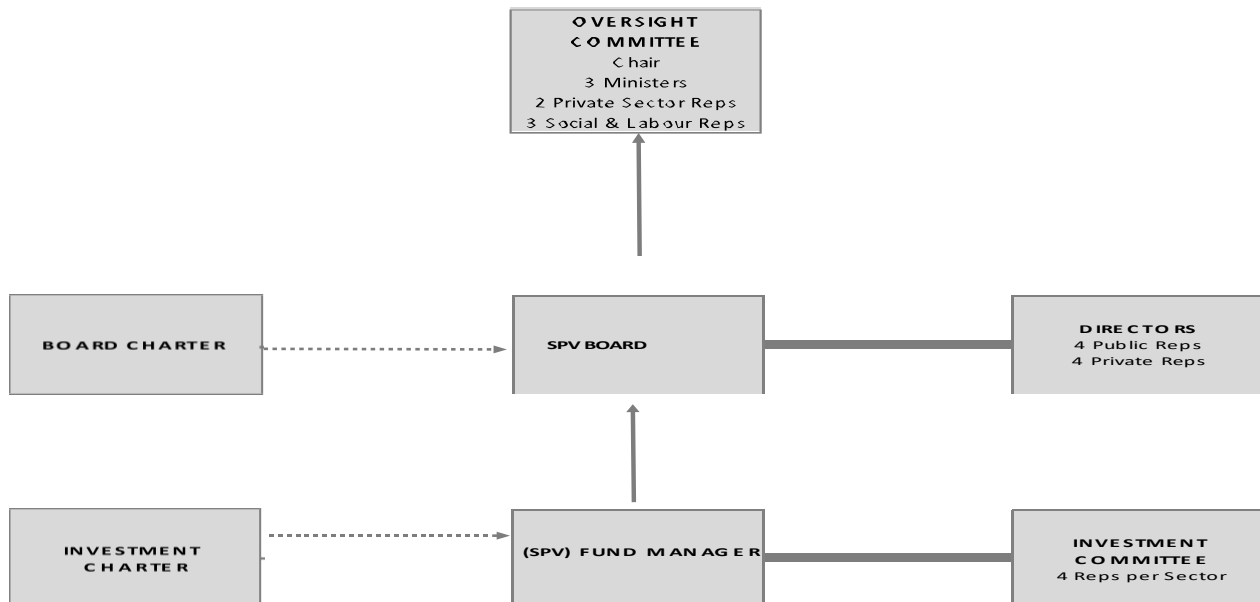 OVERSIGHT
COMMITTEE
Chair
3 Ministers
2 Private Sector Reps
3 Social & Labour Reps
BOARD CHARTER
SPV BOARD
DIRECTORS
4 Public Reps
4 Private Reps
INVESTMENT
CHARTER
(SPV) FUND MANAGER
INVESTMENT
COMMITTEE
4 Reps per Sector